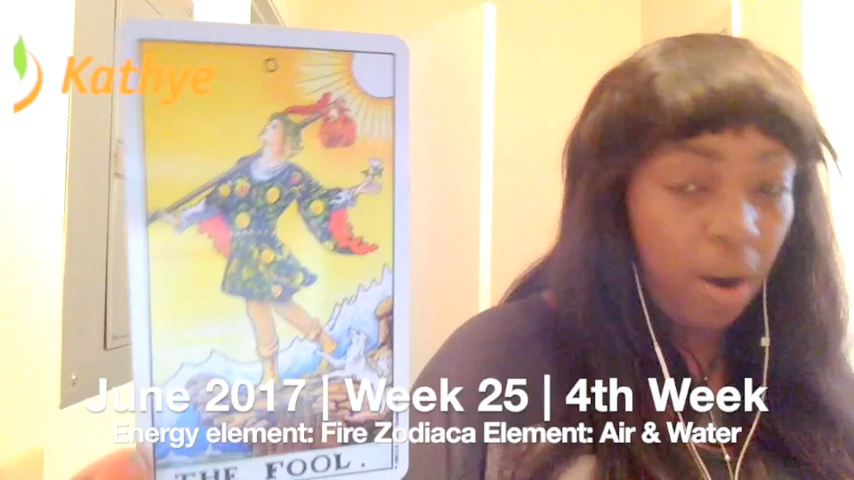 Kathye
June 2017 | Week 25 | 4th Week
Energy element: Fire Zodiaca Element: Air & Water
THE FOOL.